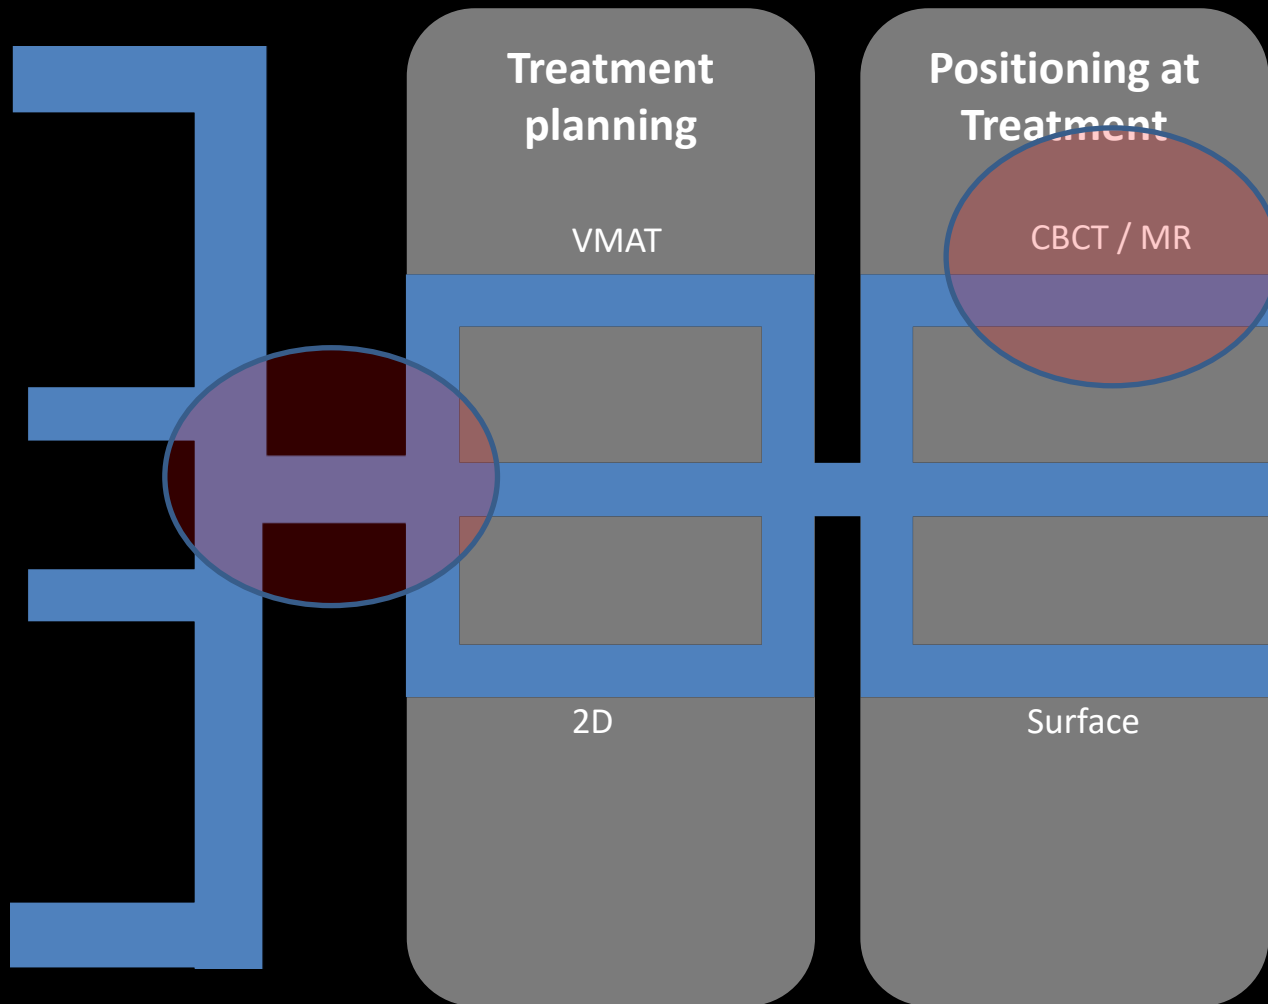 Treatment
planning
VMAT
2D
Positioning at
Treatment
CBCT / MR
Surface